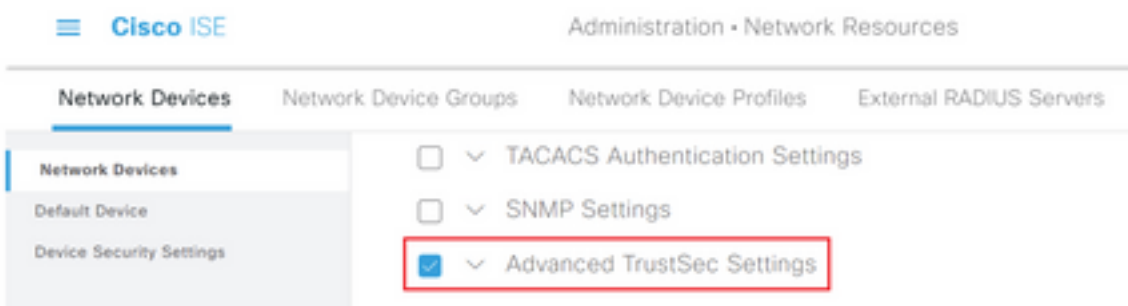 Cisco ISE
Administration • Network Resources
Network Devices Network Device Groups Network Device Profiles External RADIUS Servers
Network Devices
Default Device
Device Security Settings
TACACS Authentication Settings
SNMP Settings
Advanced TrustSec Settings